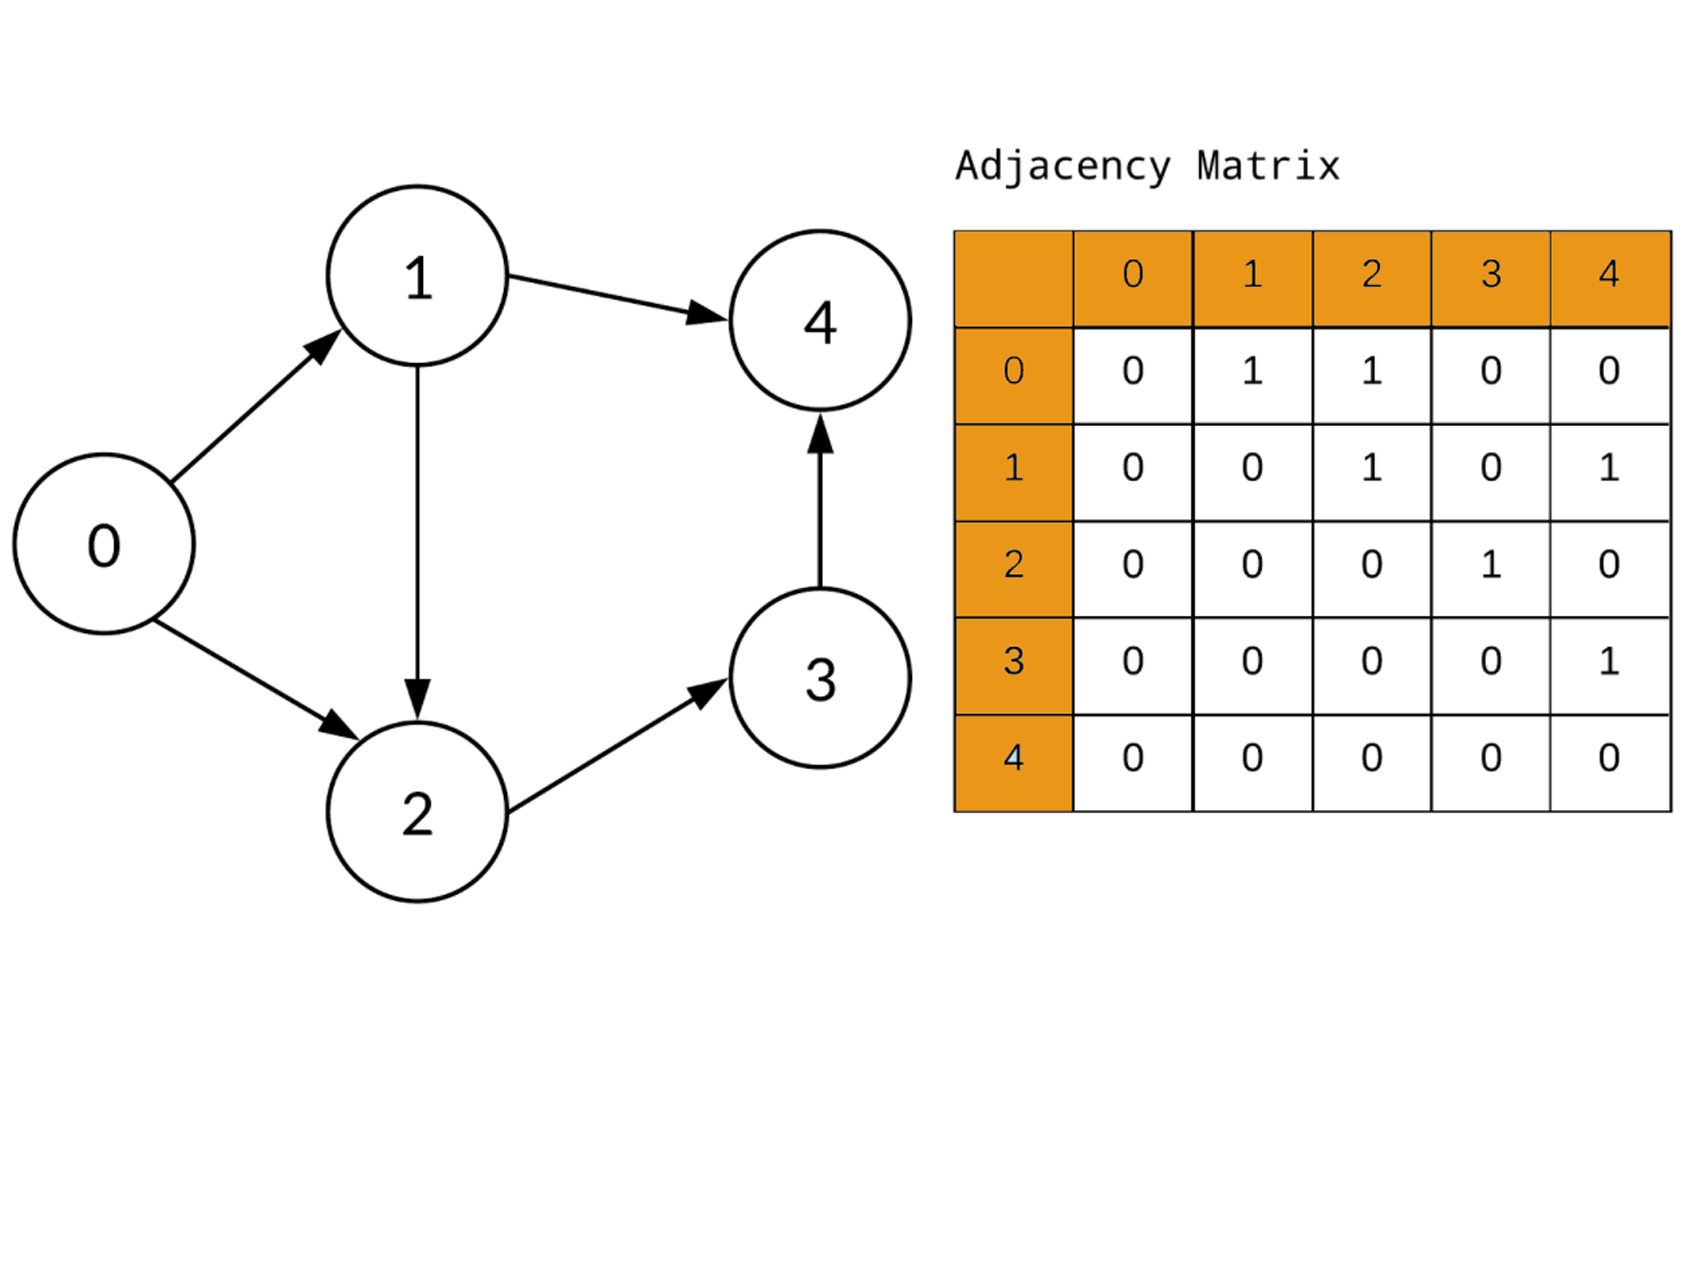 1
4
0
3
2
Adjacency Matrix
0 1 2 3 4
0 0 1 1 0 0
1 0 0 1 0 1
2 0 0 0 1 0
3 0 0 0 0 1
4 0 0 0 0 0